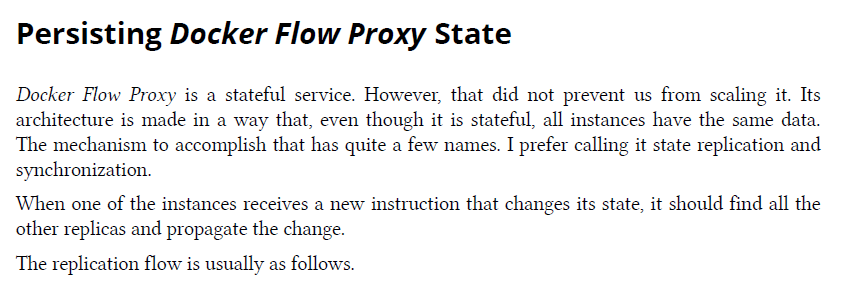 Persisting Docker Flow Proxy State
Docker Flow Proxy is a stateful service. However, that did not prevent us from scaling it. Its
architecture is made in a way that, even though it is stateful, all instances have the same data.
The mechanism to accomplish that has quite a few names. I prefer calling it state replication and
synchronization.
When one of the instances receives a new instruction that changes its state, it should find all the
other replicas and propagate the change.
The replication flow is usually as follows.